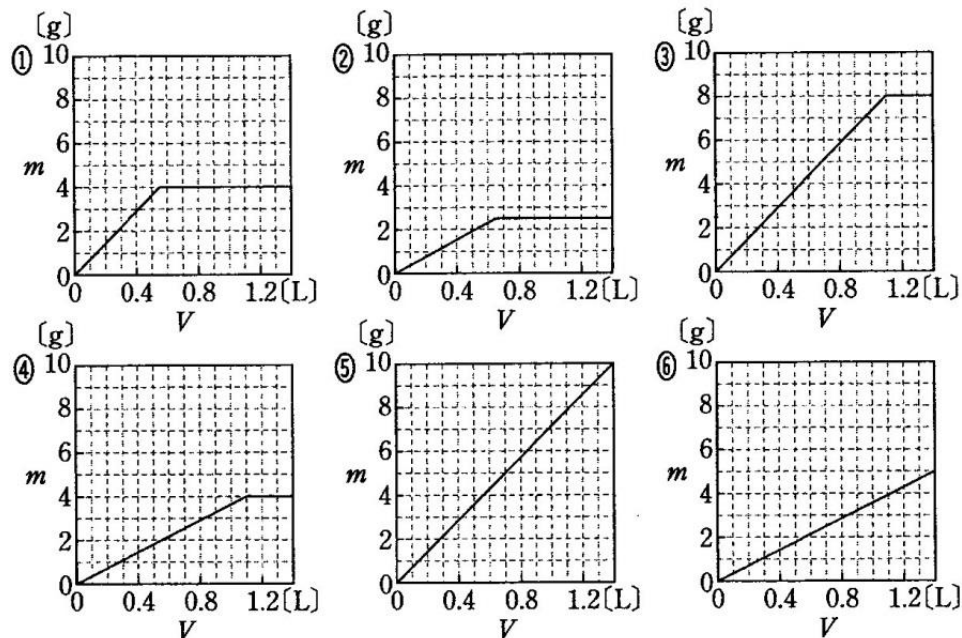 ① [g] 10 8 6 m 4 2 0 0 0.4 0.8 1.2[L] V
② [g] 10 8 6 m 4 2 0 0 0.4 0.8 1.2[L] V
③ [g] 10 8 6 m 4 2 0 0 0.4 0.8 1.2[L] V
④ [g] 10 8 6 m 4 2 0 0 0.4 0.8 1.2[L] V
⑤ [g] 10 8 6 m 4 2 0 0 0.4 0.8 1.2[L] V
⑥ [g] 10 8 6 m 4 2 0 0 0.4 0.8 1.2[L] V